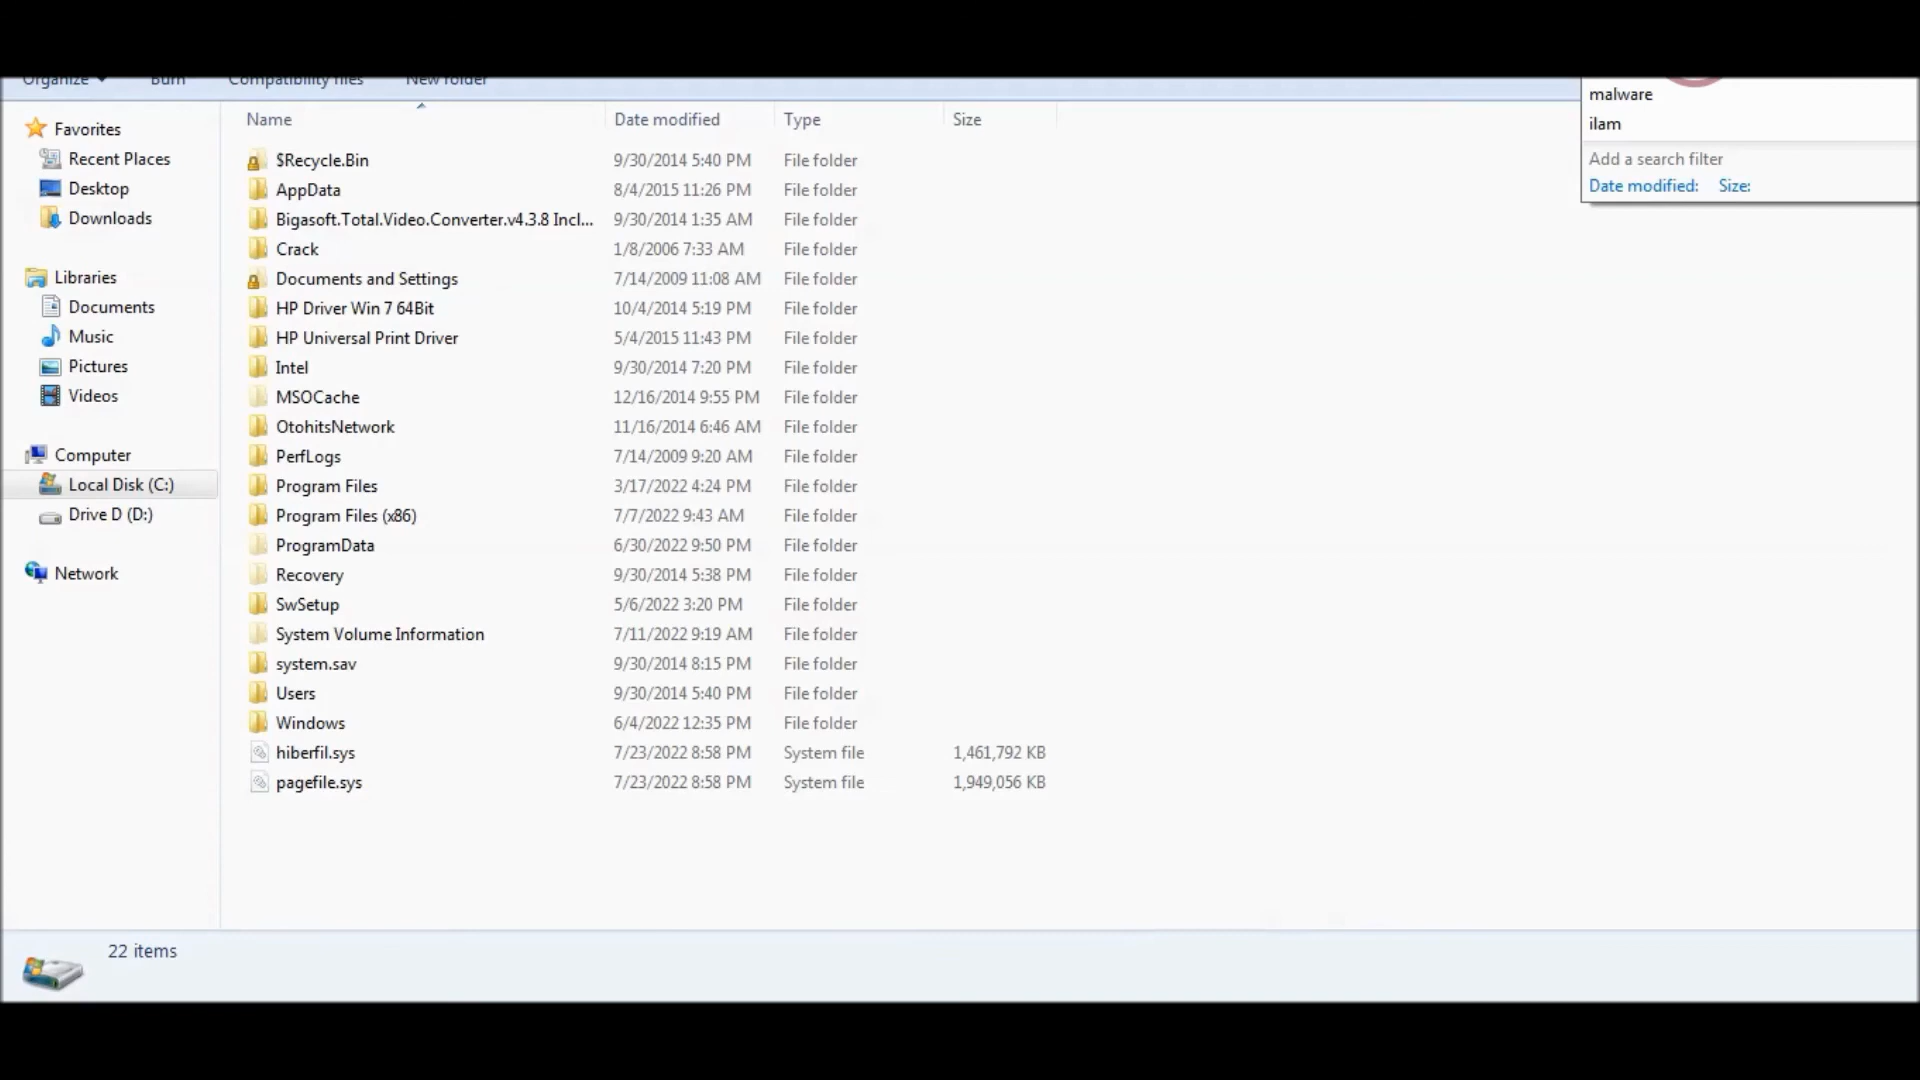 Organize Burn Compatibility files New folder
malware
ilam
Add a search filter
Date modified: Size:
Favorites
Recent Places
Desktop
Downloads
Libraries
Documents
Music
Pictures
Videos
Computer
Local Disk (C:)
Drive D (D:)
Network
Name Date modified Type Size
$Recycle.Bin 9/30/2014 5:40 PM File folder
AppData 8/4/2015 11:26 PM File folder
Bigasoft.Total.Video.Converter.v4.3.8 Incl... 9/30/2014 1:35 AM File folder
Crack 1/8/2006 7:33 AM File folder
Documents and Settings 7/14/2009 11:08 AM File folder
HP Driver Win 7 64Bit 10/4/2014 5:19 PM File folder
HP Universal Print Driver 5/4/2015 11:43 PM File folder
Intel 9/30/2014 7:20 PM File folder
MSOCache 12/16/2014 9:55 PM File folder
OtohitsNetwork 11/16/2014 6:46 AM File folder
PerfLogs 7/14/2009 9:20 AM File folder
Program Files 3/17/2022 4:24 PM File folder
Program Files (x86) 7/7/2022 9:43 AM File folder
ProgramData 6/30/2022 9:50 PM File folder
Recovery 9/30/2014 5:38 PM File folder
SwSetup 5/6/2022 3:20 PM File folder
System Volume Information 7/11/2022 9:19 AM File folder
system.sav 9/30/2014 8:15 PM File folder
Users 9/30/2014 5:40 PM File folder
Windows 6/4/2022 12:35 PM File folder
hiberfil.sys 7/23/2022 8:58 PM System file 1,461,792 KB
pagefile.sys 7/23/2022 8:58 PM System file 1,949,056 KB
22 items